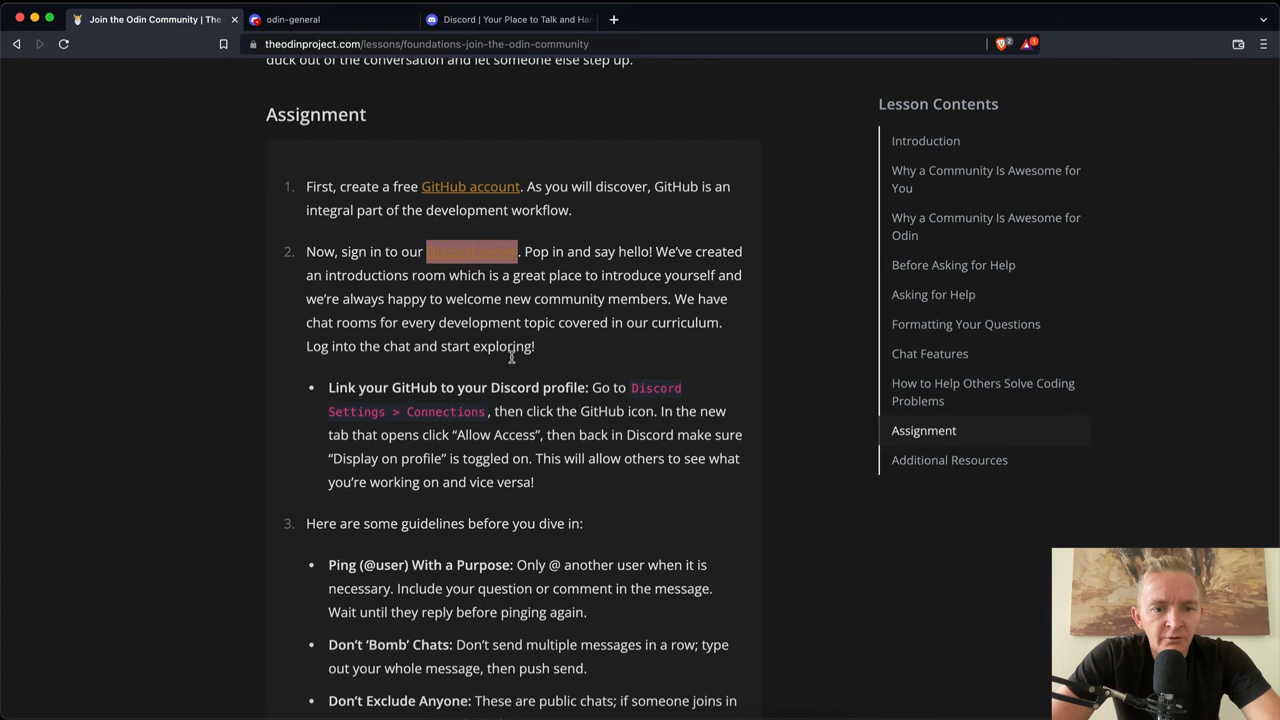 Join the Odin Community | The
odin-general
Discord | Your Place to Talk and Han
theodinproject.com/lessons/foundations-join-the-odin-community
2
1
duck out of the conversation and let someone else step up.
Assignment
1. First, create a free GitHub account. As you will discover, GitHub is an
integral part of the development workflow.
2. Now, sign in to our Discord server. Pop in and say hello! We’ve created
an introductions room which is a great place to introduce yourself and
we’re always happy to welcome new community members. We have
chat rooms for every development topic covered in our curriculum.
Log into the chat and start exploring!
• Link your GitHub to your Discord profile: Go to Discord
Settings > Connections, then click the GitHub icon. In the new
tab that opens click “Allow Access”, then back in Discord make sure
“Display on profile” is toggled on. This will allow others to see what
you’re working on and vice versa!
3. Here are some guidelines before you dive in:
• Ping (@user) With a Purpose: Only @ another user when it is
necessary. Include your question or comment in the message.
Wait until they reply before pinging again.
• Don’t ‘Bomb’ Chats: Don’t send multiple messages in a row; type
out your whole message, then push send.
• Don’t Exclude Anyone: These are public chats; if someone joins in
Lesson Contents
Introduction
Why a Community Is Awesome for
You
Why a Community Is Awesome for
Odin
Before Asking for Help
Asking for Help
Formatting Your Questions
Chat Features
How to Help Others Solve Coding
Problems
Assignment
Additional Resources